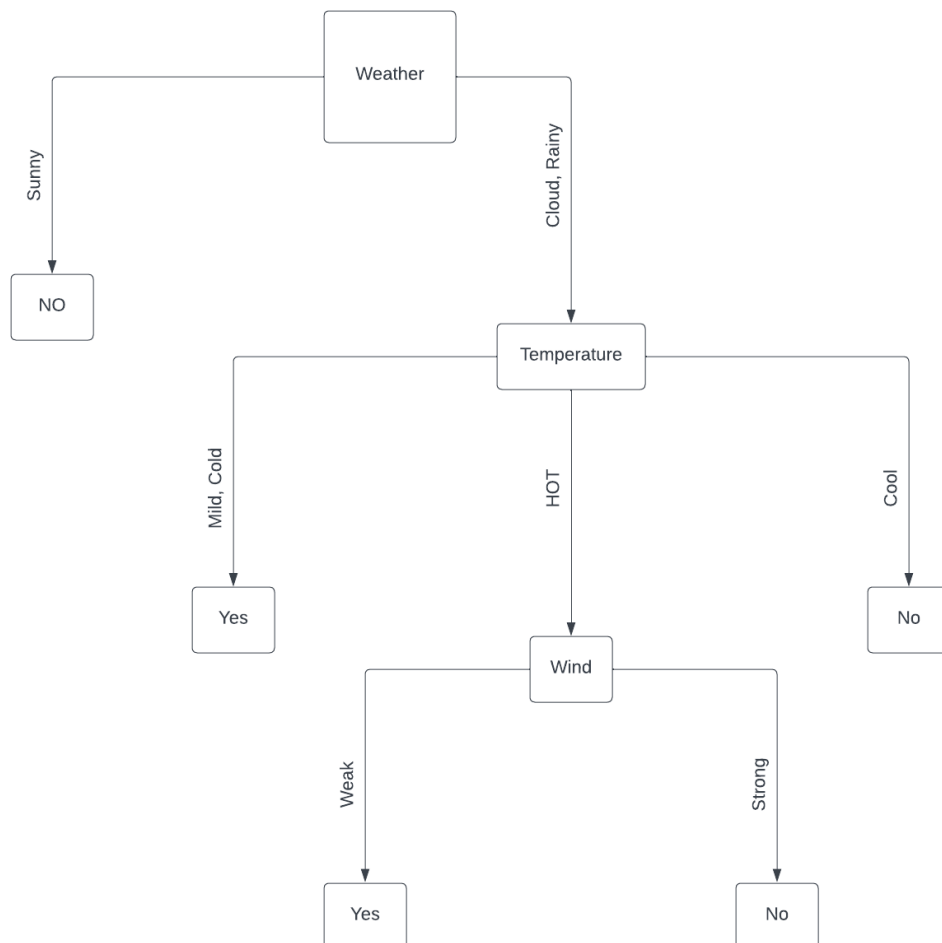 Weather
Sunny
Cloud, Rainy
NO
Temperature
Mild, Cold
HOT
Cool
Yes
No
Wind
Weak
Strong
Yes
No